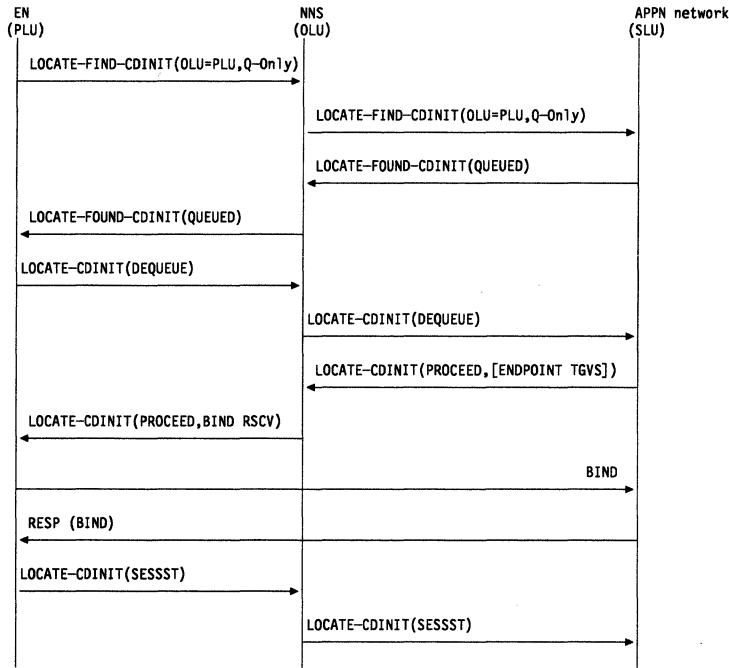 EN NNS APPN network
(PLU) (OLU) (SLU)
LOCATE-FIND-CDINIT(OLU=PLU,Q-Only)
LOCATE-FIND-CDINIT(OLU=PLU,Q-Only)
LOCATE-FOUND-CDINIT(QUEUED)
LOCATE-FOUND-CDINIT(QUEUED)
LOCATE-CDINIT(DEQUEUE)
LOCATE-CDINIT(DEQUEUE)
LOCATE-CDINIT(PROCEED,[ENDPOINT TGVS])
LOCATE-CDINIT(PROCEED,BIND RSCV)
BIND
RESP (BIND)
LOCATE-CDINIT(SESSST)
LOCATE-CDINIT(SESSST)